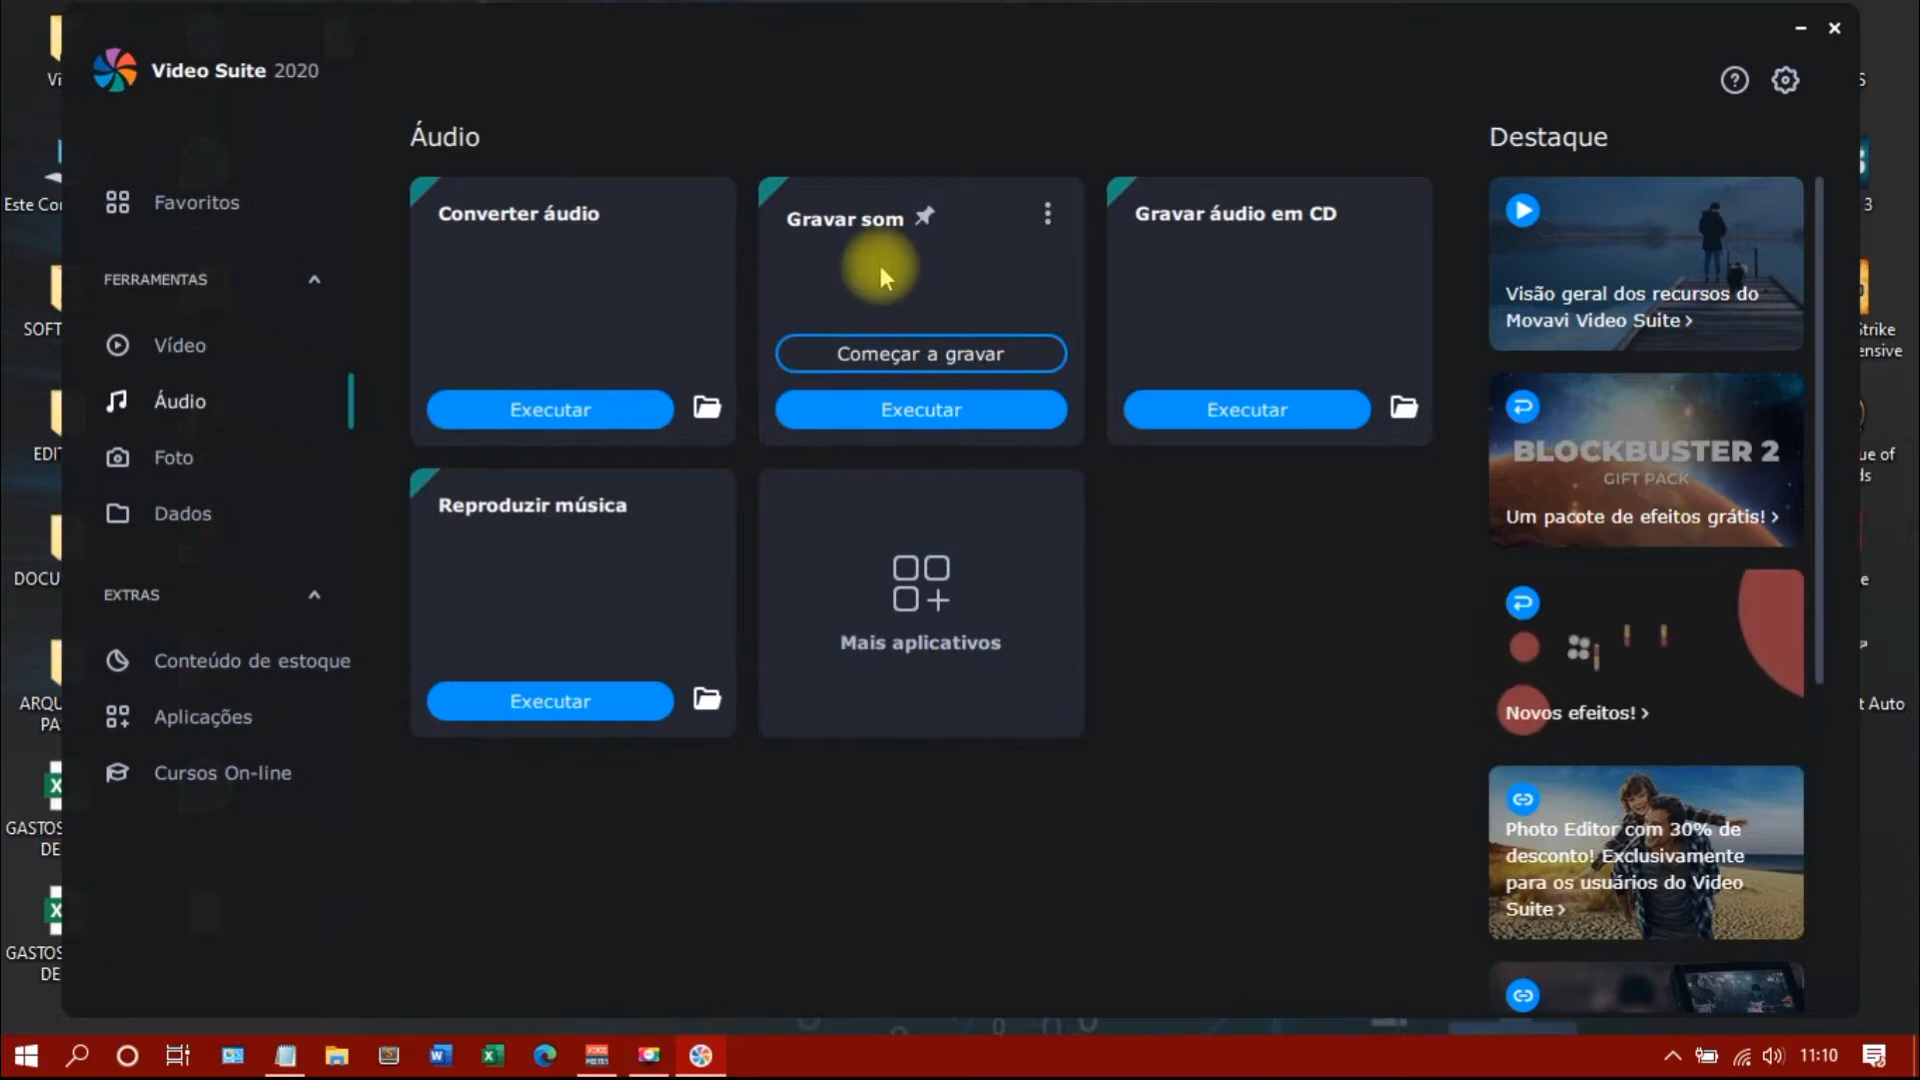 Video Suite 2020
Áudio
Destaque
Favoritos
FERRAMENTAS
Vídeo
Áudio
Foto
Dados
EXTRAS
Conteúdo de estoque
Aplicações
Cursos On-line
Converter áudio
Executar
Gravar som
Começar a gravar
Executar
Gravar áudio em CD
Executar
Reproduzir música
Executar
Mais aplicativos
Visão geral dos recursos do
Movavi Video Suite
BLOCKBUSTER 2
GIFT PACK
Um pacote de efeitos grátis!
Novos efeitos!
Photo Editor com 30% de
desconto! Exclusivamente
para os usuários do Video
Suite
Este Co
SOFT
EDIT
DOCU
ARQU
PA
GASTOS
DE
GASTOS
DE
3
Strike
ensive
ue of
ds
t Auto
11:10